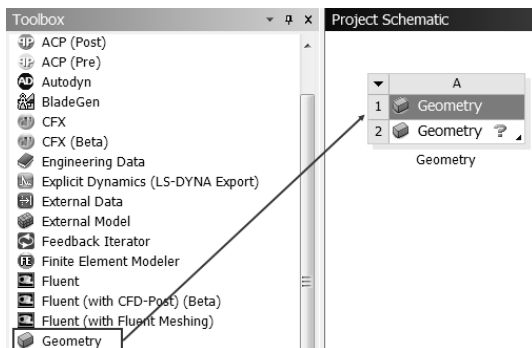 Toolbox
ACP (Post)
ACP (Pre)
Autodyn
BladeGen
CFX
CFX (Beta)
Engineering Data
Explicit Dynamics (LS-DYNA Export)
External Data
External Model
Feedback Iterator
Finite Element Modeler
Fluent
Fluent (with CFD-Post) (Beta)
Fluent (with Fluent Meshing)
Geometry
Project Schematic
A
1 Geometry
2 Geometry ?
Geometry